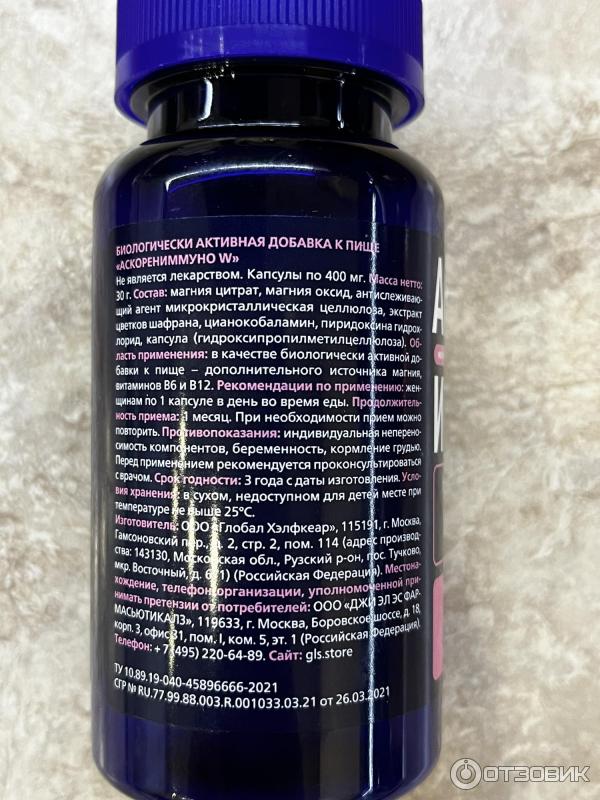 БИОЛОГИЧЕСКИ АКТИВНАЯ ДОБАВКА К ПИЩЕ
«АСКОРЕНИММУНО W»
Не является лекарством. Капсулы по 400 мг. Масса нетто:
30 г. Состав: магния цитрат, магния оксид, антислеживаю-
щий агент микрокристаллическая целлюлоза, экстракт
цветков шафрана, цианокобаламин, пиридоксина гидрох-
лорид, капсула (гидроксипропилметилцеллюлоза). Об-
ласть применения: в качестве биологически активной до-
бавки к пище – дополнительного источника магния,
витаминов В6 и В12. Рекомендации по применению: жен-
щинам по 1 капсуле в день во время еды. Продолжитель-
ность приема: 1 месяц. При необходимости прием можно
повторить. Противопоказания: индивидуальная неперено-
симость компонентов, беременность, кормление грудью.
Перед применением рекомендуется проконсультироваться
с врачом. Срок годности: 3 года с даты изготовления. Усло-
вия хранения: в сухом, недоступном для детей месте при
температуре не выше 25°С.
Изготовитель: ООО «Глобал Хэлфкеар», 115191, г. Москва,
Гамсоновский пер., д. 2, стр. 2, пом. 114 (адрес производ-
ства: 143130, Московская обл., Рузский р-он, пос. Тучково,
мкр. Восточный, д. 6/1) (Российская Федерация). Местона-
хождение, телефон организации, уполномоченной при-
нимать претензии от потребителей: ООО «ДЖИ ЭЛ ЭС ФАР-
МАСЬЮТИКАЛЗ», 119633, г. Москва, Боровское шоссе, д. 18,
корп. 3, офис 31, пом. I, ком. 5, эт. 1 (Российская Федерация).
Телефон: + 7 (495) 220-64-89. Сайт: gls.store
ТУ 10.89.19-040-45896666-2021
СГР № RU.77.99.88.003.R.001033.03.21 от 26.03.2021
А
И
ОТЗОВИК